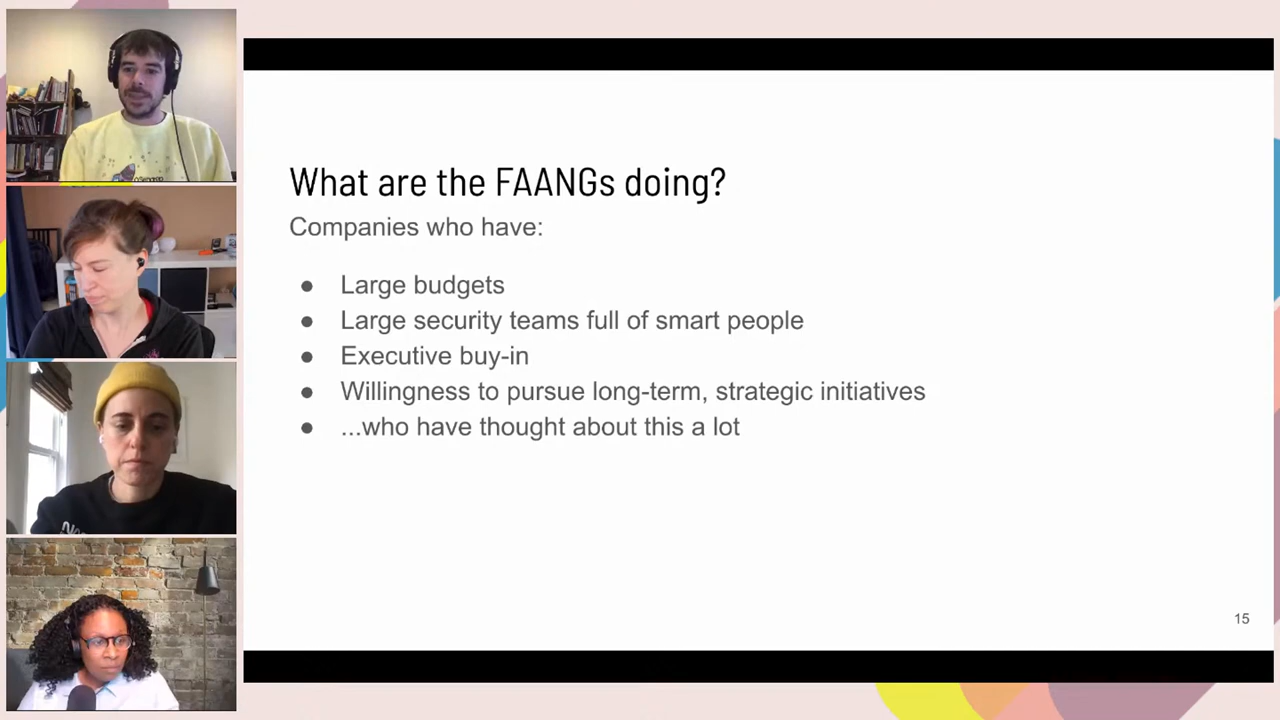 What are the FAANGs doing?
Companies who have:
● Large budgets
● Large security teams full of smart people
● Executive buy-in
● Willingness to pursue long-term, strategic initiatives
● ...who have thought about this a lot
15